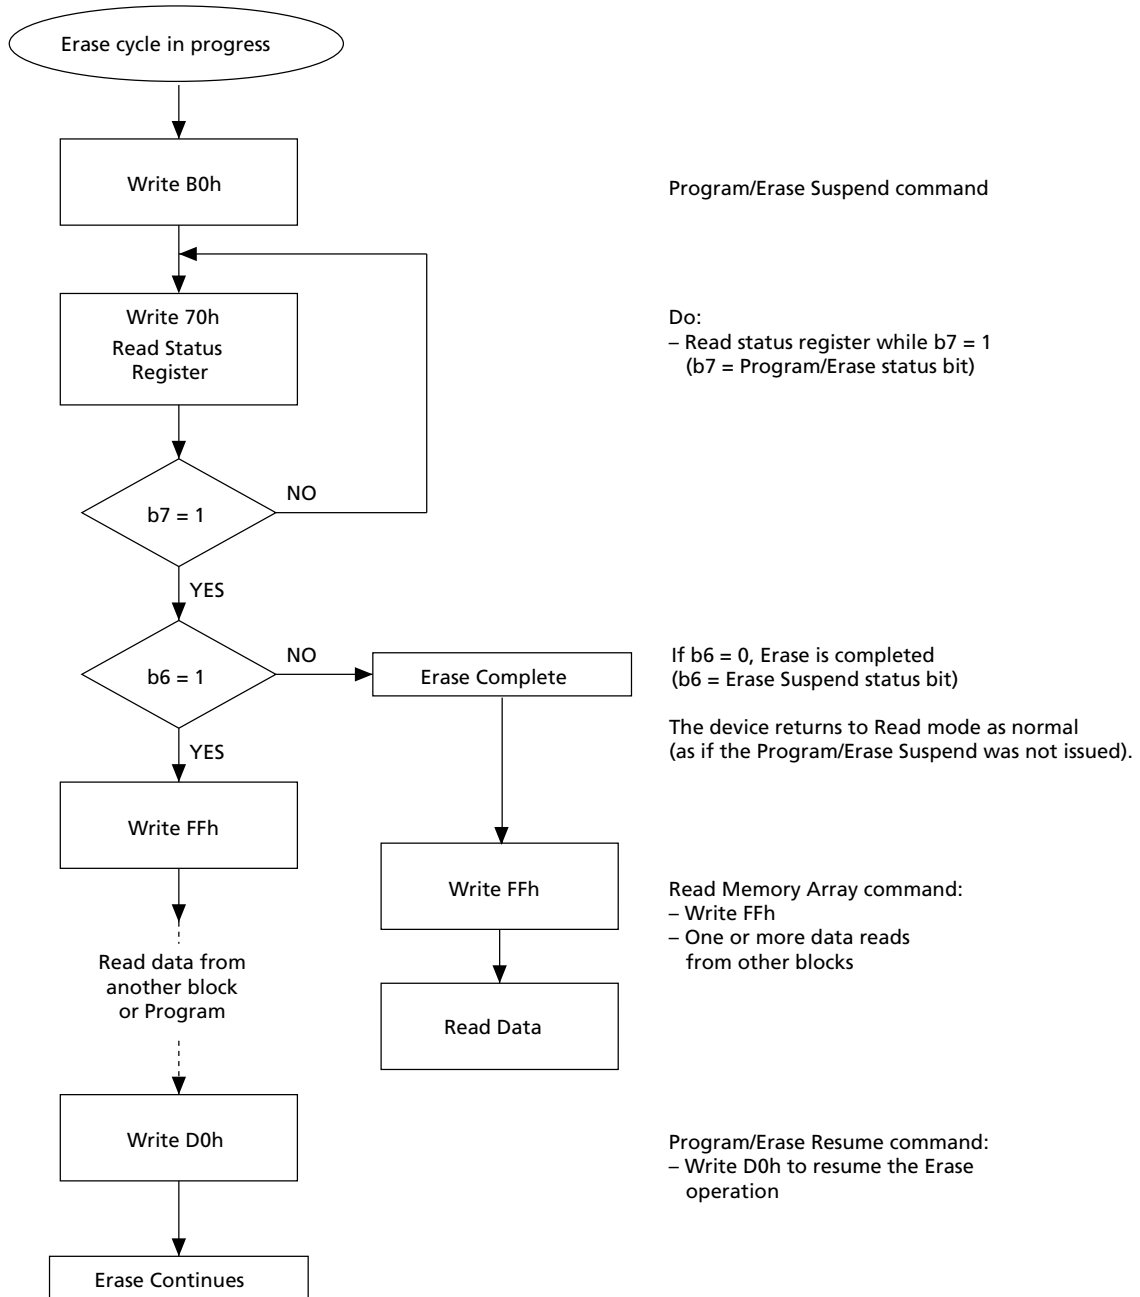 Erase cycle in progress
Write B0h
Program/Erase Suspend command
Write 70h
Read Status
Register
Do:
– Read status register while b7 = 1
(b7 = Program/Erase status bit)
b7 = 1
NO
YES
b6 = 1
NO
Erase Complete
If b6 = 0, Erase is completed
(b6 = Erase Suspend status bit)
The device returns to Read mode as normal
(as if the Program/Erase Suspend was not issued).
YES
Write FFh
Write FFh
Read Memory Array command:
– Write FFh
– One or more data reads
from other blocks
Read data from
another block
or Program
Read Data
Write D0h
Program/Erase Resume command:
– Write D0h to resume the Erase
operation
Erase Continues